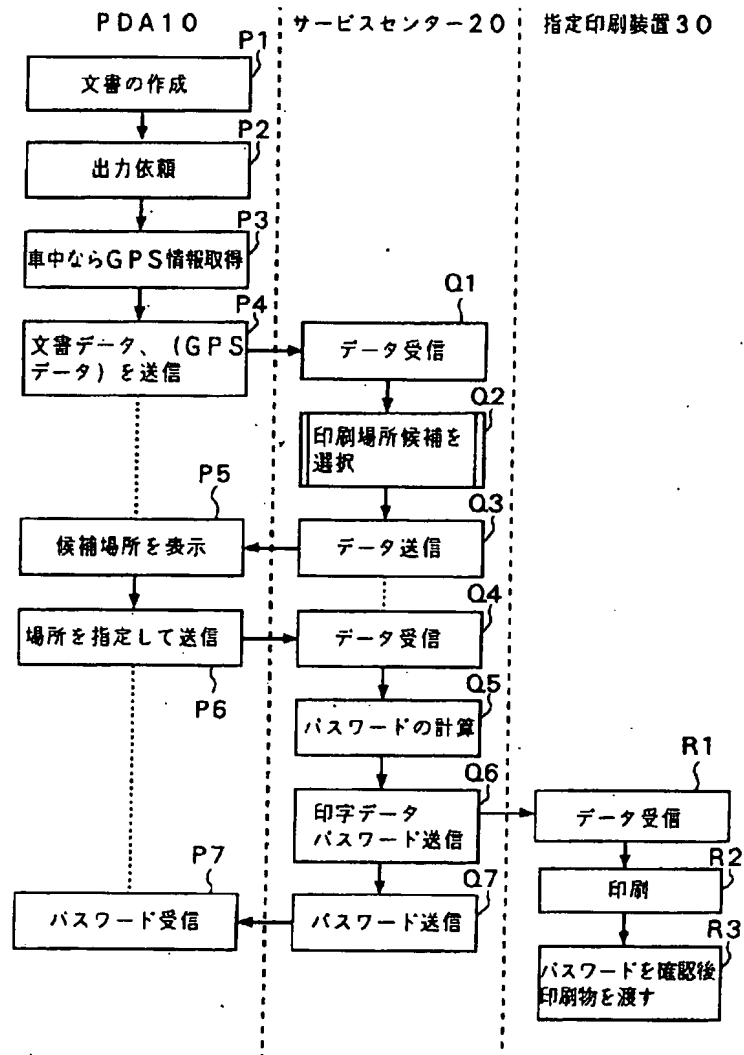 PDA10
サービスセンター20
指定印刷装置30
P1
文書の作成
P2
出力依頼
P3
車中ならGPS情報取得
P4
文書データ、(GPS
データ)を送信
Q1
データ受信
Q2
印刷場所候補を
選択
P5
候補場所を表示
Q3
データ送信
場所を指定して送信
P6
Q4
データ受信
Q5
パスワードの計算
Q6
印字データ
パスワード送信
R1
データ受信
R2
印刷
P7
パスワード受信
Q7
パスワード送信
R3
パスワードを確認後
印刷物を渡す